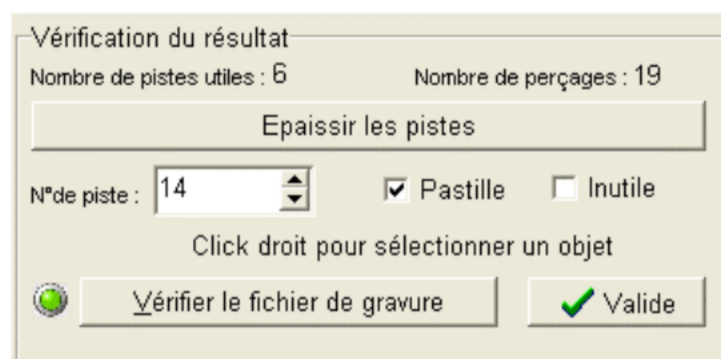 Vérification du résultat
Nombre de pistes utiles : 6 Nombre de perçages : 19
Epaissir les pistes
N°de piste : 14 Pastille Inutile
Click droit pour sélectionner un objet
Vérifier le fichier de gravure Valide